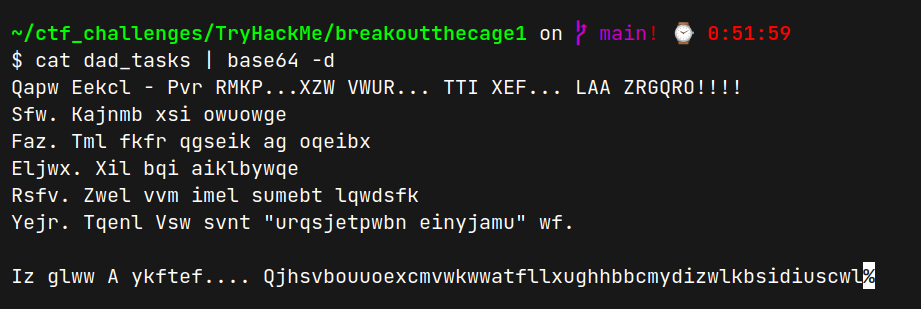 ~/ctf_challenges/TryHackMe/breakoutthecage1 on main! ⌚ 0:51:59
$ cat dad_tasks | base64 -d
Qapw Eekcl - Pvr RMKP...XZW VWUR... TTI XEF... LAA ZRGQRO!!!!
Sfw. Kajnmb xsi owuowge
Faz. Tml fkfr qgseik ag oqeibx
Eljwx. Xil bqi aiklbywqe
Rsfv. Zwel vvm imel sumebt lqwdsfk
Yejr. Tqenl Vsw svnt "urqsjetpwbn einyjamu" wf.
Iz glww A ykftef.... Qjhsvbouuoexcmvwkwwatfllxughhbbcmydizwlkbsidiuscwl%